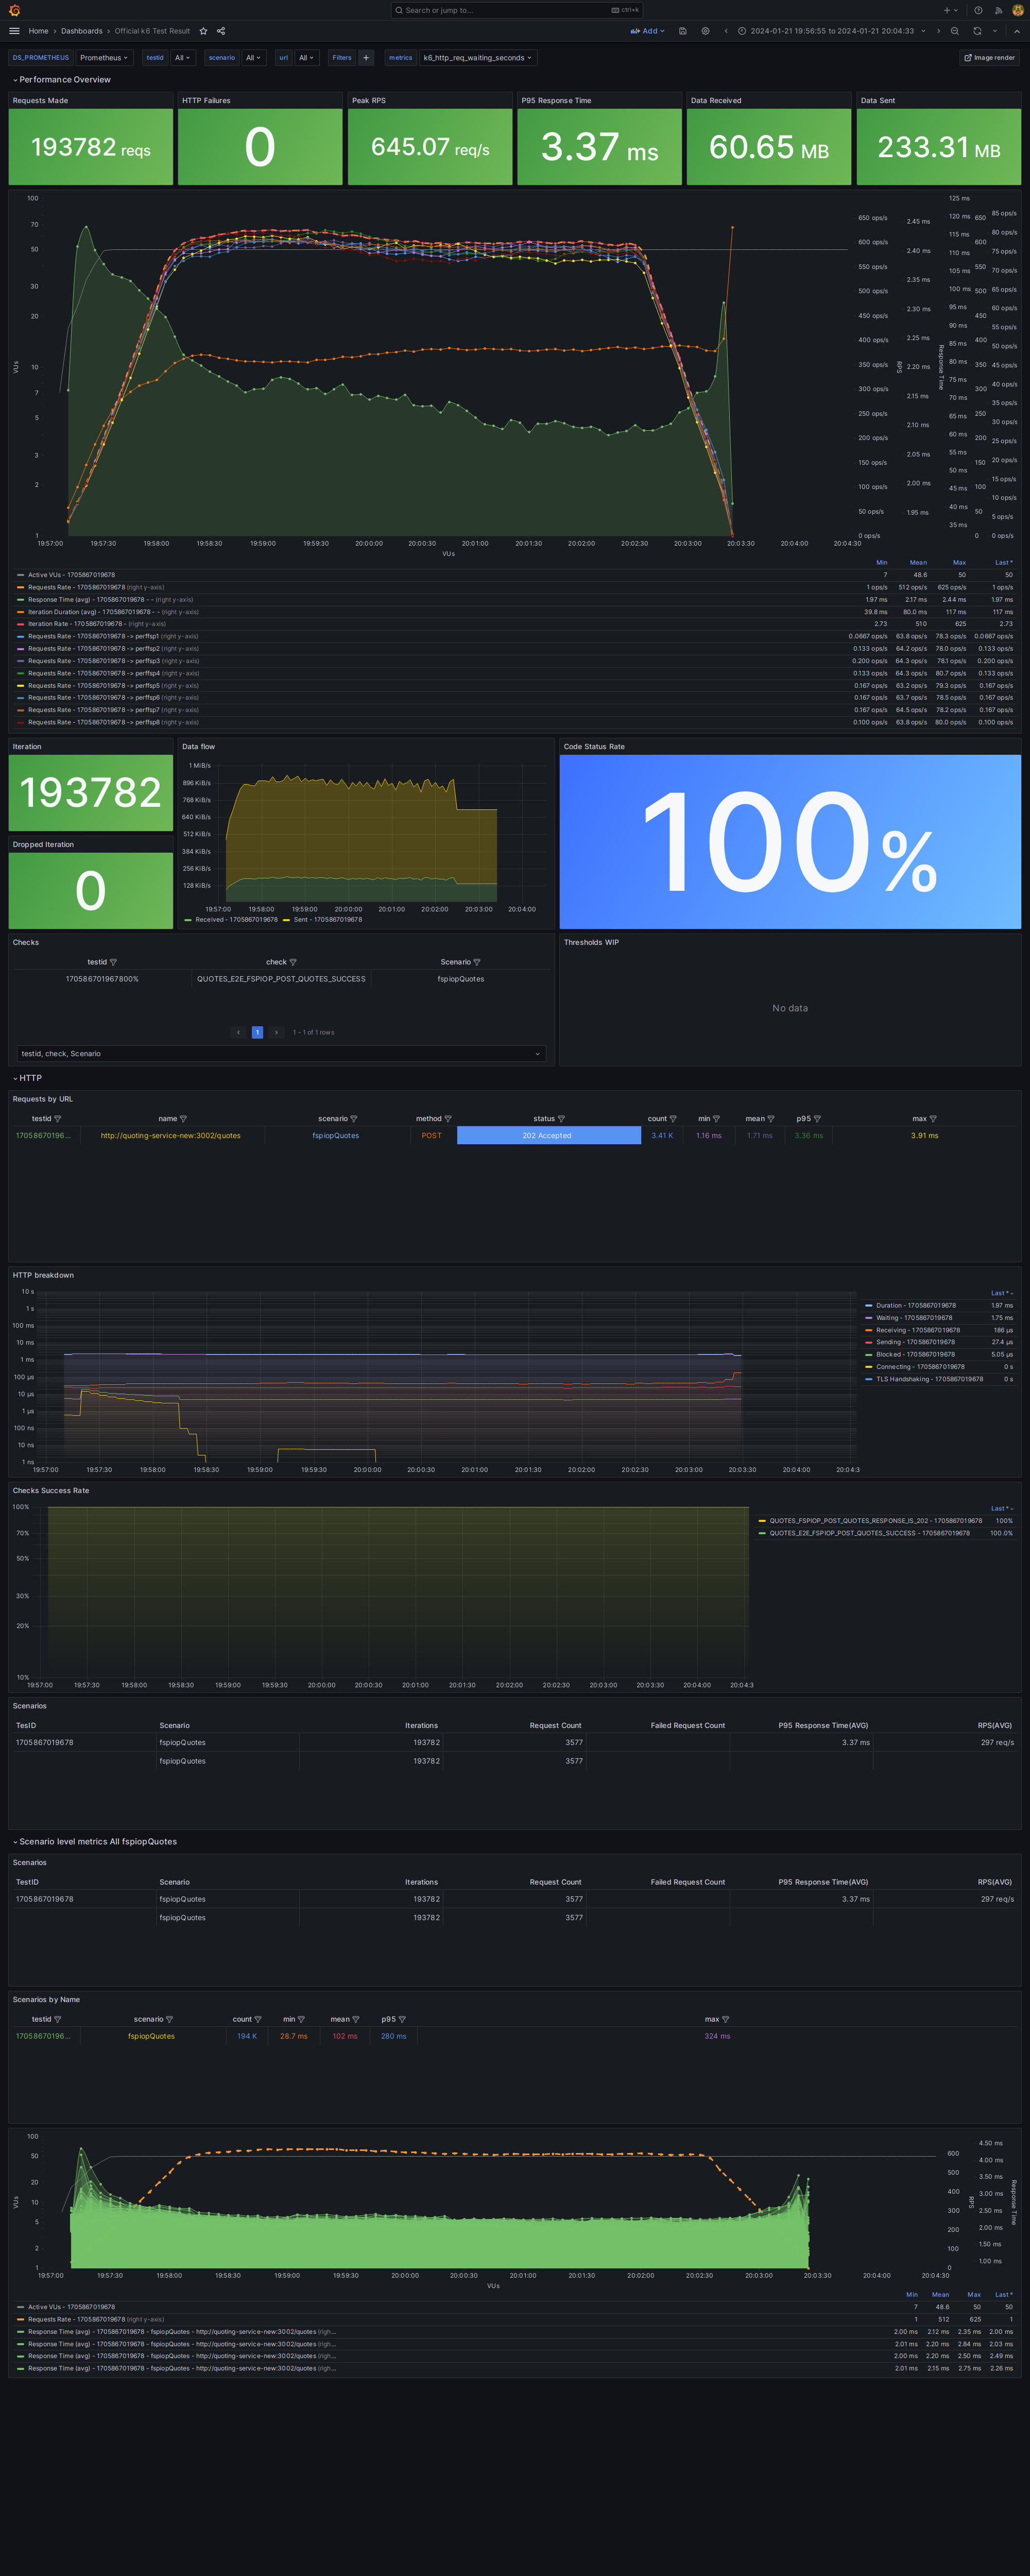 Search or jump to... ctrl+k
Home › Dashboards › Official k6 Test Result Add 2024-01-21 19:56:55 to 2024-01-21 20:04:33
DS_PROMETHEUS Prometheus testid All scenario All url All Filters + metrics k6_http_req_waiting_seconds Image render
Performance Overview
Requests Made HTTP Failures Peak RPS P95 Response Time Data Received Data Sent
193782 reqs 0 645.07 req/s 3.37 ms 60.65 MB 233.31 MB
100 70 50 30 20 10 7 5 3 2 1
VUs
650 ops/s 600 ops/s 550 ops/s 500 ops/s 450 ops/s 400 ops/s 350 ops/s 300 ops/s 250 ops/s 200 ops/s 150 ops/s 100 ops/s 50 ops/s 0 ops/s
RPS
2.45 ms 2.40 ms 2.35 ms 2.30 ms 2.25 ms 2.20 ms 2.15 ms 2.10 ms 2.05 ms 2.00 ms 1.95 ms
Response Time
125 ms 120 ms 115 ms 110 ms 105 ms 100 ms 95 ms 90 ms 85 ms 80 ms 75 ms 70 ms 65 ms 60 ms 55 ms 50 ms 45 ms 40 ms 35 ms
650 600 550 500 450 400 350 300 250 200 150 100 50 0
85 ops/s 80 ops/s 75 ops/s 70 ops/s 65 ops/s 60 ops/s 55 ops/s 50 ops/s 45 ops/s 40 ops/s 35 ops/s 30 ops/s 25 ops/s 20 ops/s 15 ops/s 10 ops/s 5 ops/s 0 ops/s
19:57:00 19:57:30 19:58:00 19:58:30 19:59:00 19:59:30 20:00:00 20:00:30 20:01:00 20:01:30 20:02:00 20:02:30 20:03:00 20:03:30 20:04:00 20:04:30
VUs
Min Mean Max Last *
Active VUs - 1705867019678 7 48.6 50 50
Requests Rate - 1705867019678 (right y-axis) 1 ops/s 512 ops/s 625 ops/s 1 ops/s
Response Time (avg) - 1705867019678 - - (right y-axis) 1.97 ms 2.17 ms 2.44 ms 1.97 ms
Iteration Duration (avg) - 1705867019678 - - (right y-axis) 39.8 ms 80.0 ms 117 ms 117 ms
Iteration Rate - 1705867019678 - (right y-axis) 2.73 510 625 2.73
Requests Rate - 1705867019678 -> perffsp1 (right y-axis) 0.0667 ops/s 63.8 ops/s 78.3 ops/s 0.0667 ops/s
Requests Rate - 1705867019678 -> perffsp2 (right y-axis) 0.133 ops/s 64.2 ops/s 78.0 ops/s 0.133 ops/s
Requests Rate - 1705867019678 -> perffsp3 (right y-axis) 0.200 ops/s 64.3 ops/s 78.1 ops/s 0.200 ops/s
Requests Rate - 1705867019678 -> perffsp4 (right y-axis) 0.133 ops/s 64.3 ops/s 80.7 ops/s 0.133 ops/s
Requests Rate - 1705867019678 -> perffsp5 (right y-axis) 0.167 ops/s 63.2 ops/s 79.3 ops/s 0.167 ops/s
Requests Rate - 1705867019678 -> perffsp6 (right y-axis) 0.167 ops/s 63.7 ops/s 78.5 ops/s 0.167 ops/s
Requests Rate - 1705867019678 -> perffsp7 (right y-axis) 0.167 ops/s 64.5 ops/s 78.2 ops/s 0.167 ops/s
Requests Rate - 1705867019678 -> perffsp8 (right y-axis) 0.100 ops/s 63.8 ops/s 80.0 ops/s 0.100 ops/s
Iteration Data flow Code Status Rate
193782
1 MiB/s 896 KiB/s 768 KiB/s 640 KiB/s 512 KiB/s 384 KiB/s 256 KiB/s 128 KiB/s
100%
Dropped Iteration
0
19:57:00 19:58:00 19:59:00 20:00:00 20:01:00 20:02:00 20:03:00 20:04:00
Received - 1705867019678 Sent - 1705867019678
Checks Thresholds WIP
testid check Scenario
170586701967800% QUOTES_E2E_FSPIOP_POST_QUOTES_SUCCESS fspiopQuotes
No data
‹ 1 › 1 - 1 of 1 rows
testid, check, Scenario
HTTP
Requests by URL
testid name scenario method status count min mean p95 max
17058670196... http://quoting-service-new:3002/quotes fspiopQuotes POST 202 Accepted 3.41 K 1.16 ms 1.71 ms 3.36 ms 3.91 ms
HTTP breakdown
10 s 1 s 100 ms 10 ms 1 ms 100 µs 10 µs 1 µs 100 ns 10 ns 1 ns
19:57:00 19:57:30 19:58:00 19:58:30 19:59:00 19:59:30 20:00:00 20:00:30 20:01:00 20:01:30 20:02:00 20:02:30 20:03:00 20:03:30 20:04:00 20:04:3
Last *
Duration - 1705867019678 1.97 ms
Waiting - 1705867019678 1.75 ms
Receiving - 1705867019678 186 µs
Sending - 1705867019678 27.4 µs
Blocked - 1705867019678 5.05 µs
Connecting - 1705867019678 0 s
TLS Handshaking - 1705867019678 0 s
Checks Success Rate
100% 70% 50% 30% 20% 10%
19:57:00 19:57:30 19:58:00 19:58:30 19:59:00 19:59:30 20:00:00 20:00:30 20:01:00 20:01:30 20:02:00 20:02:30 20:03:00 20:03:30 20:04:00 20:04:3
Last *
QUOTES_FSPIOP_POST_QUOTES_RESPONSE_IS_202 - 1705867019678 100%
QUOTES_E2E_FSPIOP_POST_QUOTES_SUCCESS - 1705867019678 100.0%
Scenarios
TesID Scenario Iterations Request Count Failed Request Count P95 Response Time(AVG) RPS(AVG)
1705867019678 fspiopQuotes 193782 3577 3.37 ms 297 req/s
fspiopQuotes 193782 3577
Scenario level metrics All fspiopQuotes
Scenarios
TestID Scenario Iterations Request Count Failed Request Count P95 Response Time(AVG) RPS(AVG)
1705867019678 fspiopQuotes 193782 3577 3.37 ms 297 req/s
fspiopQuotes 193782 3577
Scenarios by Name
testid scenario count min mean p95 max
17058670196... fspiopQuotes 194 K 28.7 ms 102 ms 280 ms 324 ms
100 50 20 10 5 2 1
VUs
600 500 400 300 200 100 0
RPS
4.50 ms 4.00 ms 3.50 ms 3.00 ms 2.50 ms 2.00 ms 1.50 ms 1.00 ms
Response Time
19:57:00 19:57:30 19:58:00 19:58:30 19:59:00 19:59:30 20:00:00 20:00:30 20:01:00 20:01:30 20:02:00 20:02:30 20:03:00 20:03:30 20:04:00 20:04:30
VUs
Min Mean Max Last *
Active VUs - 1705867019678 7 48.6 50 50
Requests Rate - 1705867019678 (right y-axis) 1 512 625 1
Response Time (avg) - 1705867019678 - fspiopQuotes - http://quoting-service-new:3002/quotes (righ... 2.00 ms 2.12 ms 2.35 ms 2.00 ms
Response Time (avg) - 1705867019678 - fspiopQuotes - http://quoting-service-new:3002/quotes (righ... 2.01 ms 2.20 ms 2.84 ms 2.03 ms
Response Time (avg) - 1705867019678 - fspiopQuotes - http://quoting-service-new:3002/quotes (righ... 2.00 ms 2.20 ms 2.50 ms 2.49 ms
Response Time (avg) - 1705867019678 - fspiopQuotes - http://quoting-service-new:3002/quotes (righ... 2.01 ms 2.15 ms 2.75 ms 2.26 ms